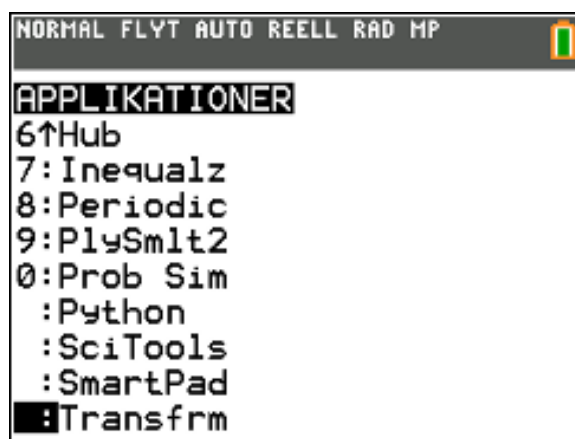 NORMAL FLYT AUTO REELL RAD MP
APPLIKATIONER
6↑Hub
7:Inequalz
8:Periodic
9:PlySmlt2
0:Prob Sim
:Python
:SciTools
:SmartPad
:Transfrm